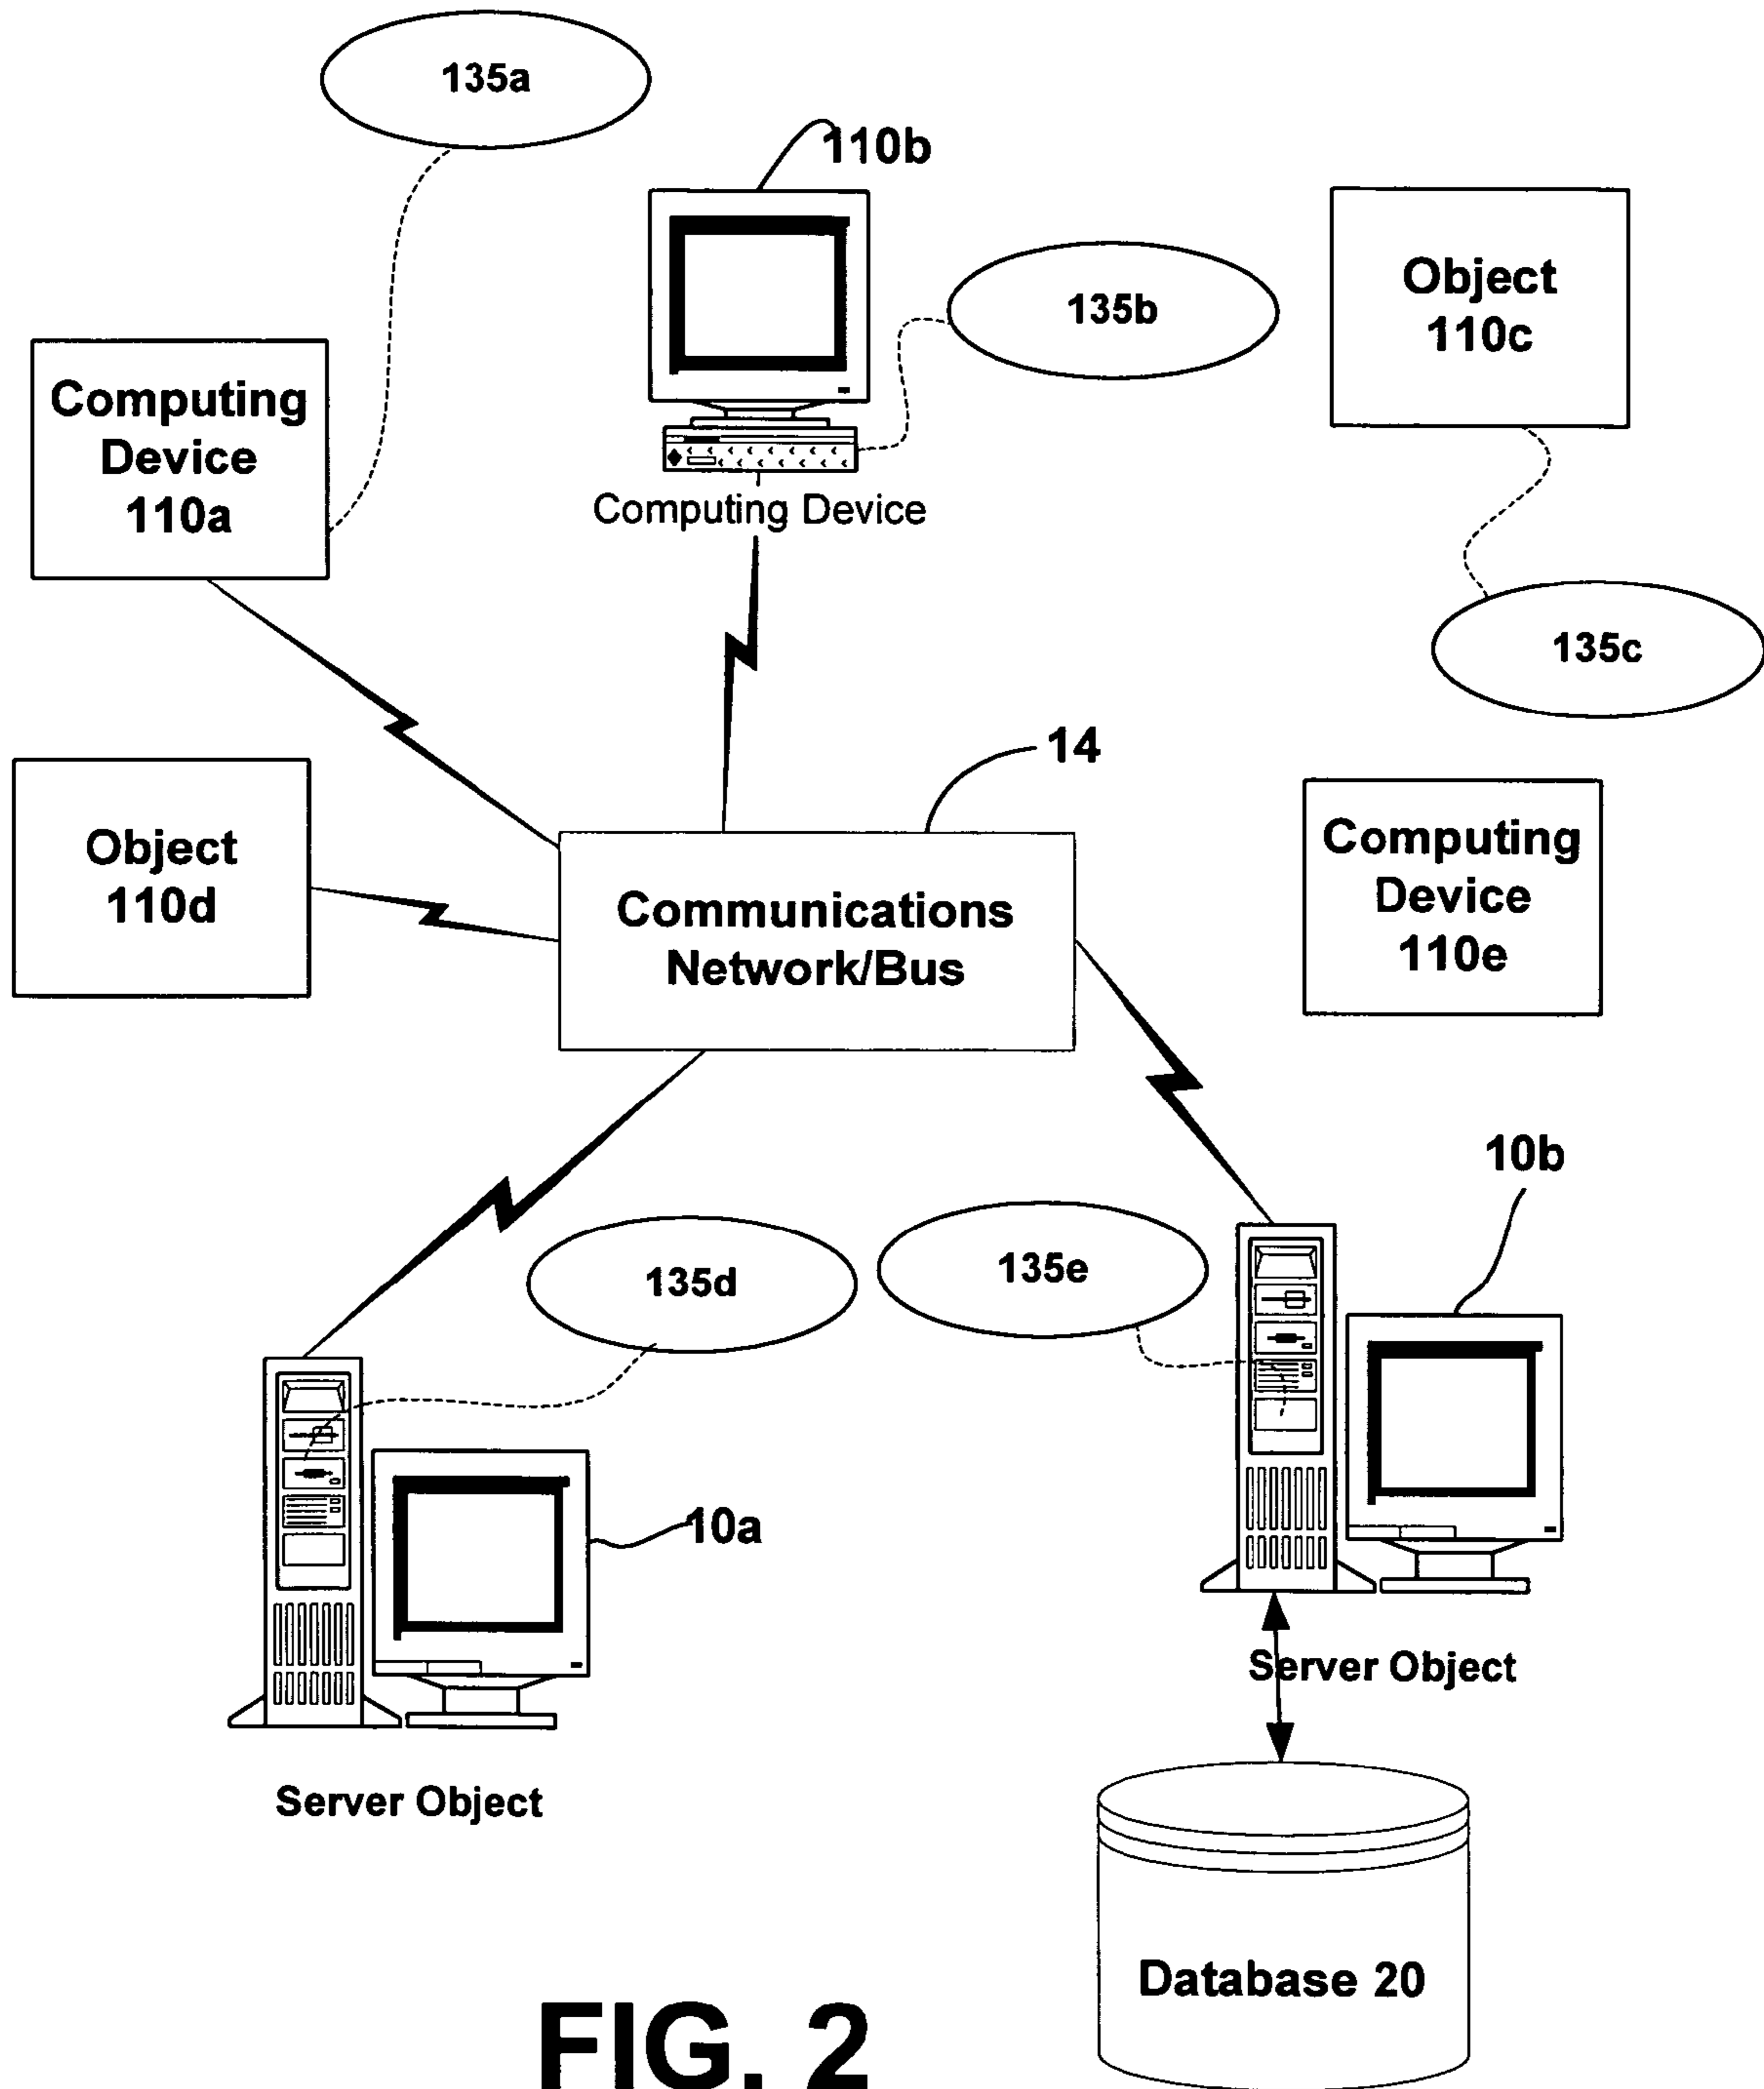 135a
110b
135b
Object
110c
Computing
Device
110a
Computing Device
135c
14
Object
110d
Computing
Device
110e
Communications
Network/Bus
10b
135d
135e
10a
Server Object
Server Object
Database 20
FIG. 2